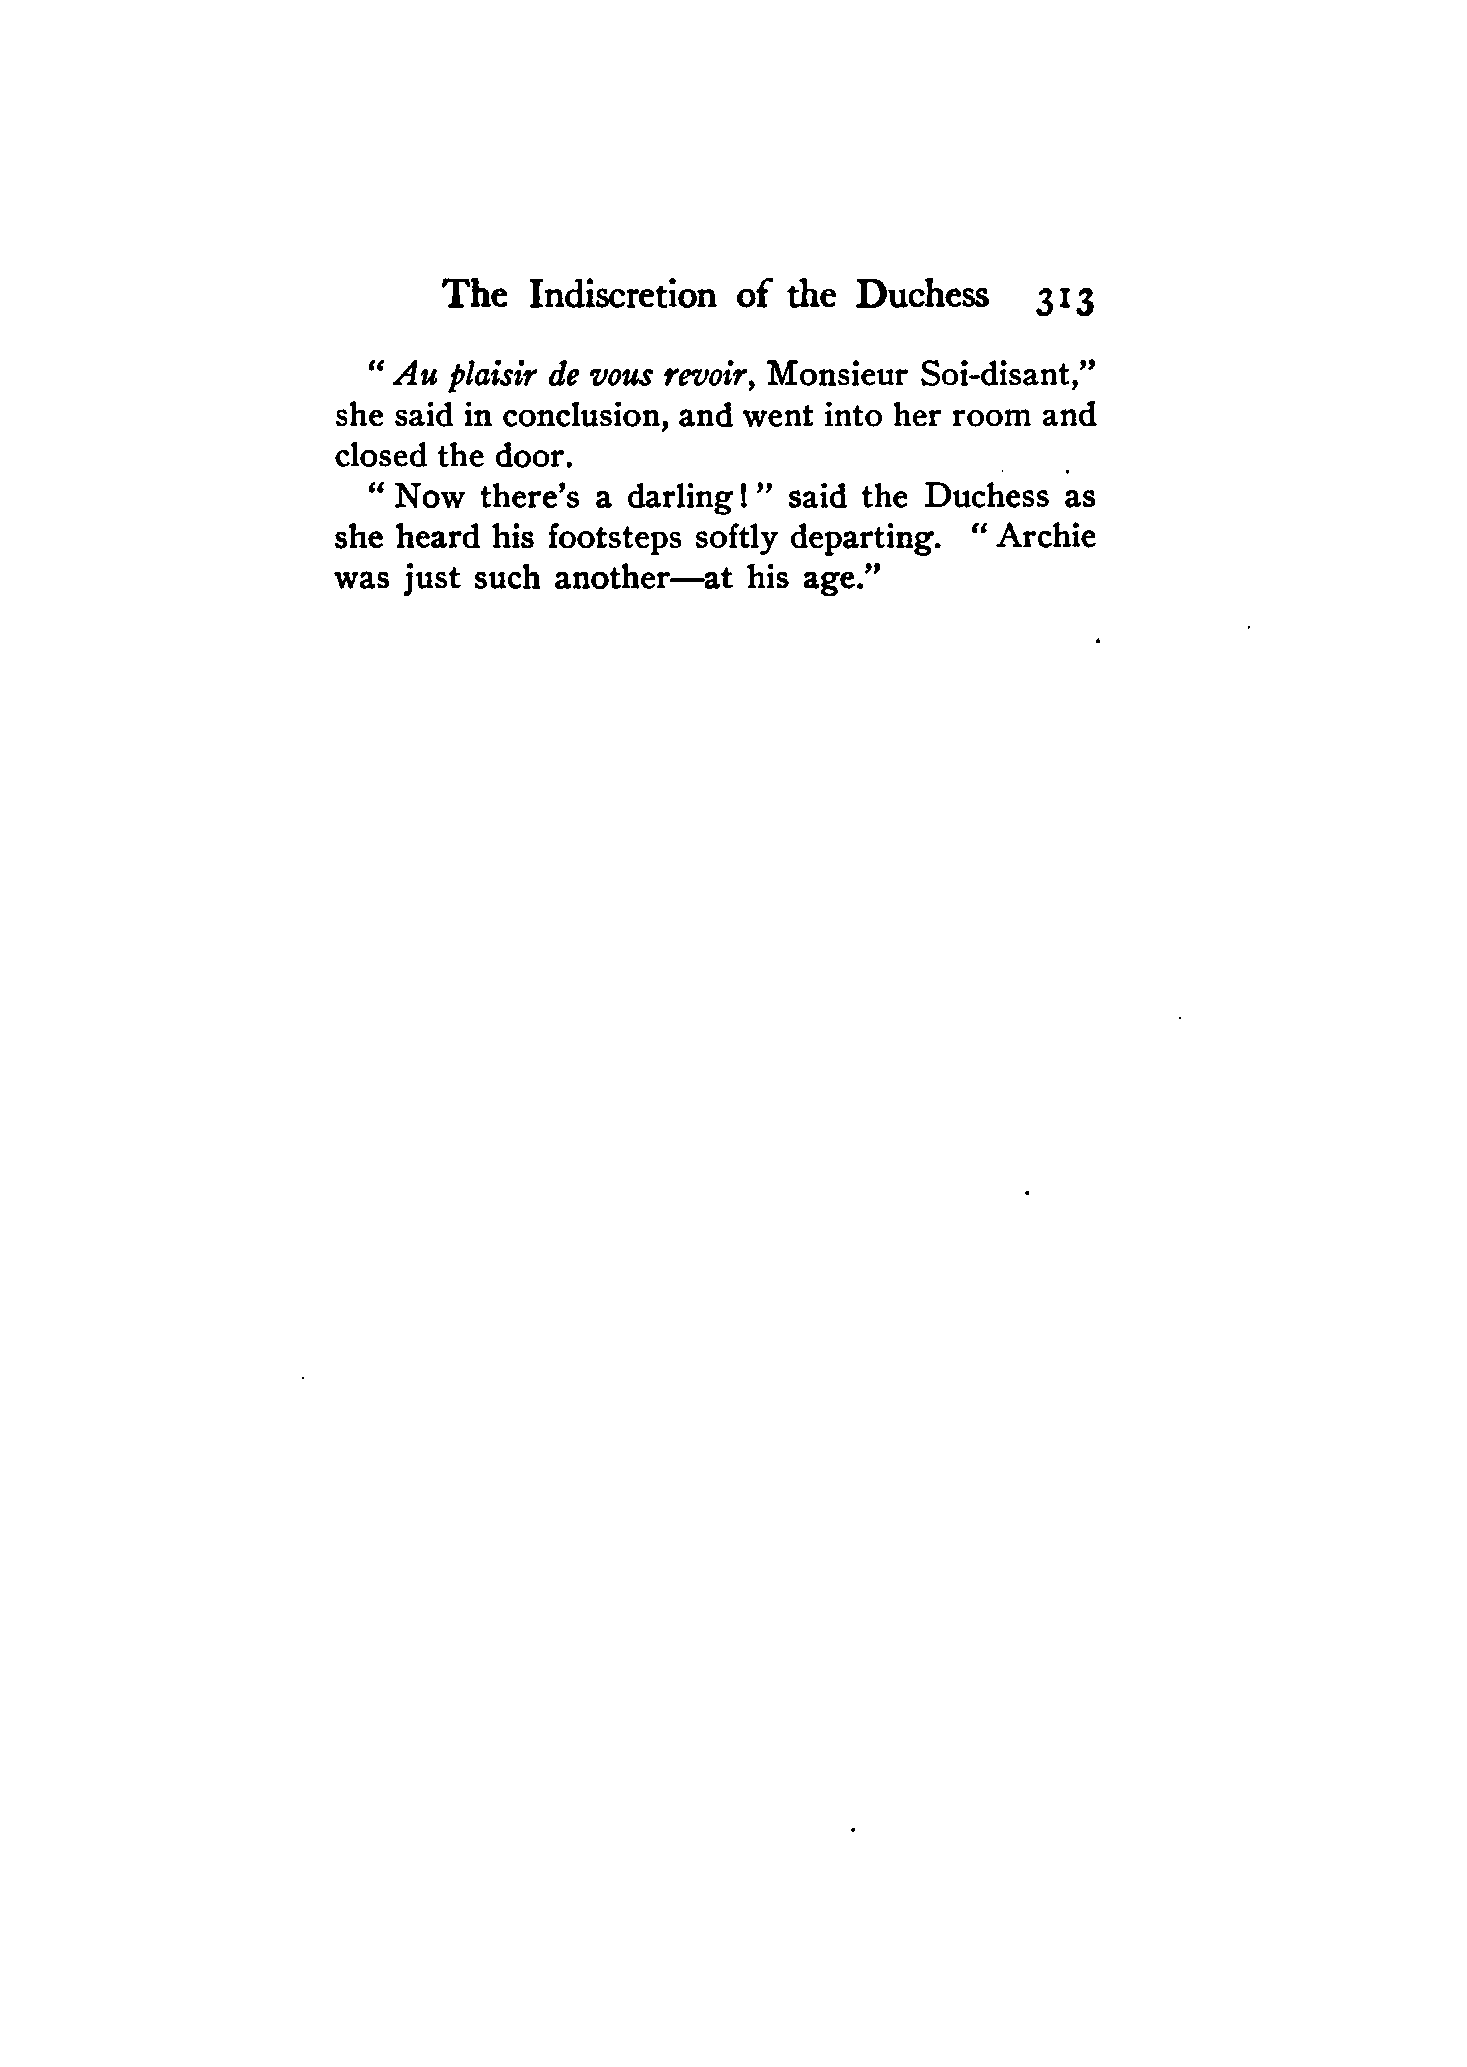 The Indiscretion of the Duchess 313
“Au plaisir de vous revoir, Monsieur Soi-disant,”
she said in conclusion, and went into her room and
closed the door.
“Now there’s a darling!” said the Duchess as
she heard his footsteps softly departing. “Archie
was just such another—at his age.”